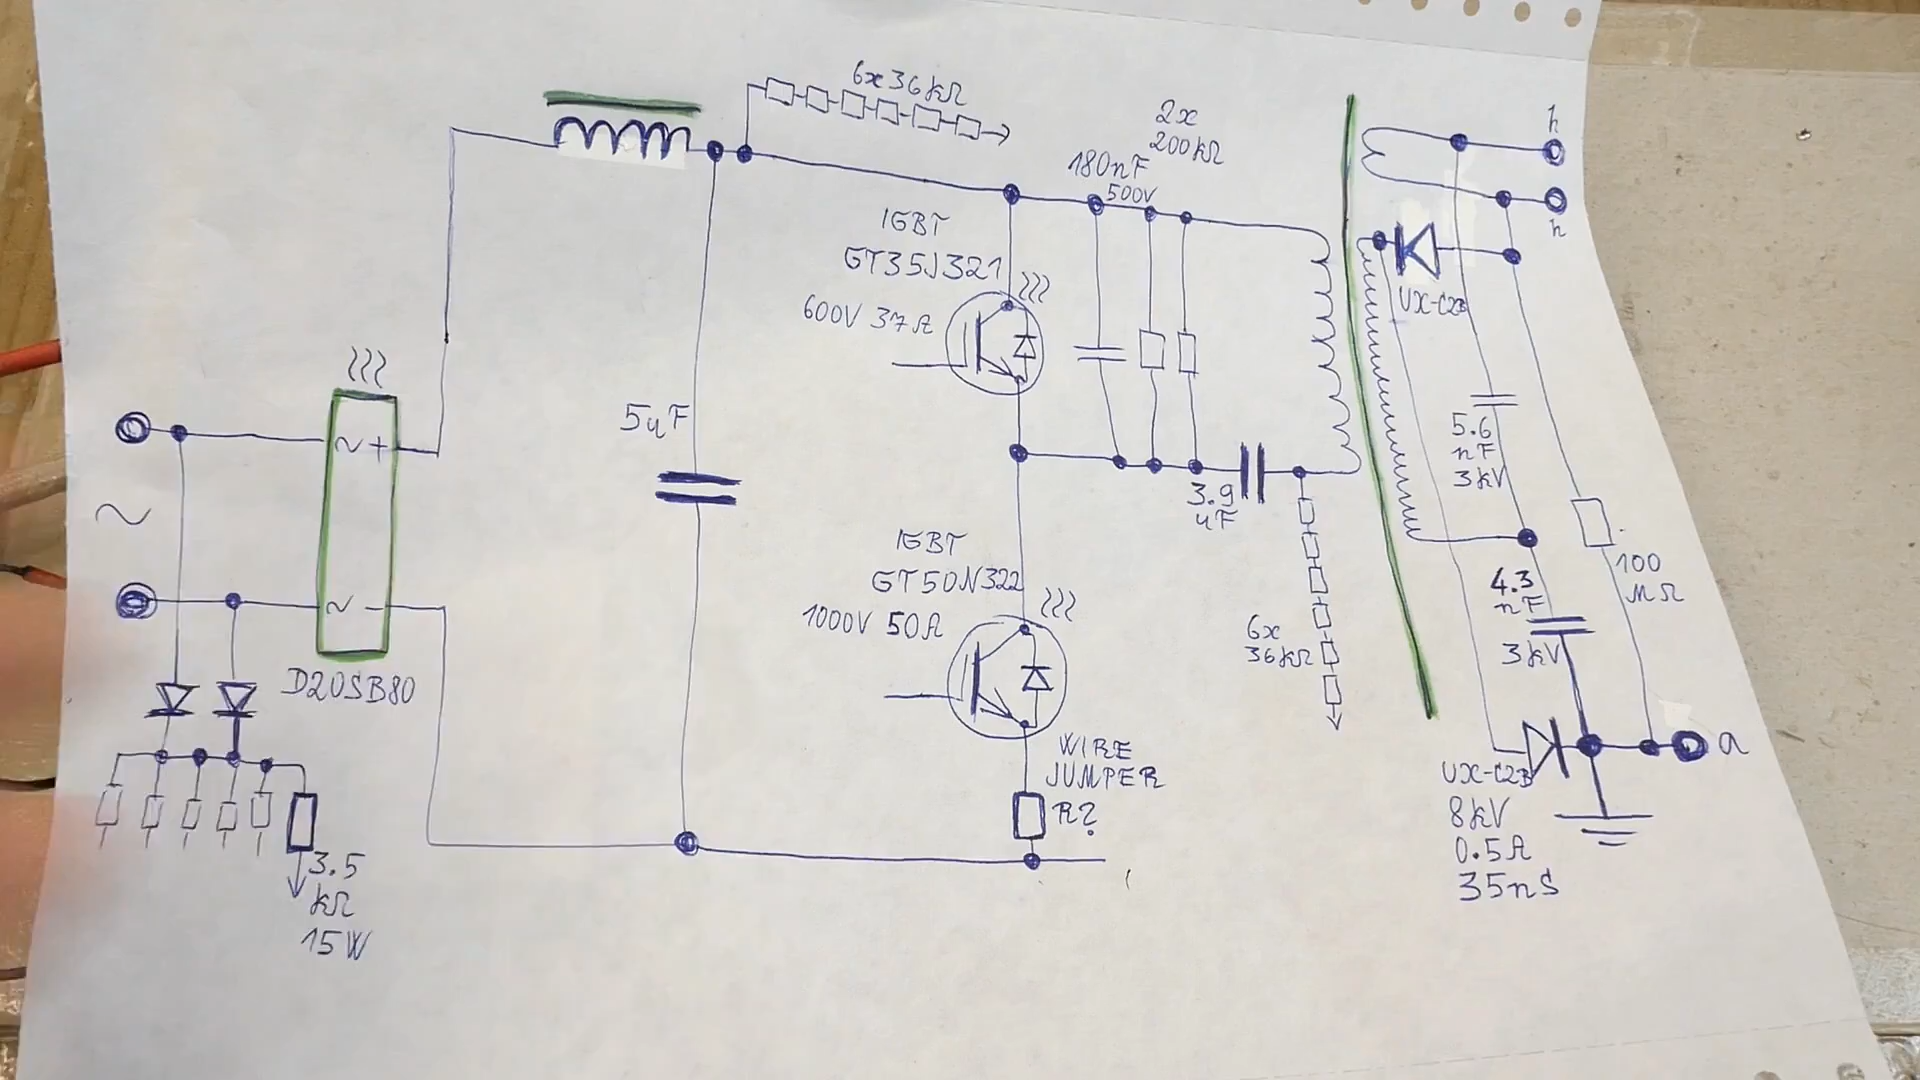 6x36kΩ
2x
200kΩ
180nF
500V
h
h
IGBT
GT35J321
600V 37A
UX-C2B
5uF
~
~ +
~ -
D20SB80
3.9
uF
5.6
nF
3kV
IGBT
GT50N322
1000V 50A
6x
36kΩ
4.3
nF
3kV
100
MΩ
WIRE
JUMPER
R?
a
UX-C2B
8kV
0.5A
35nS
3.5
kΩ
15W